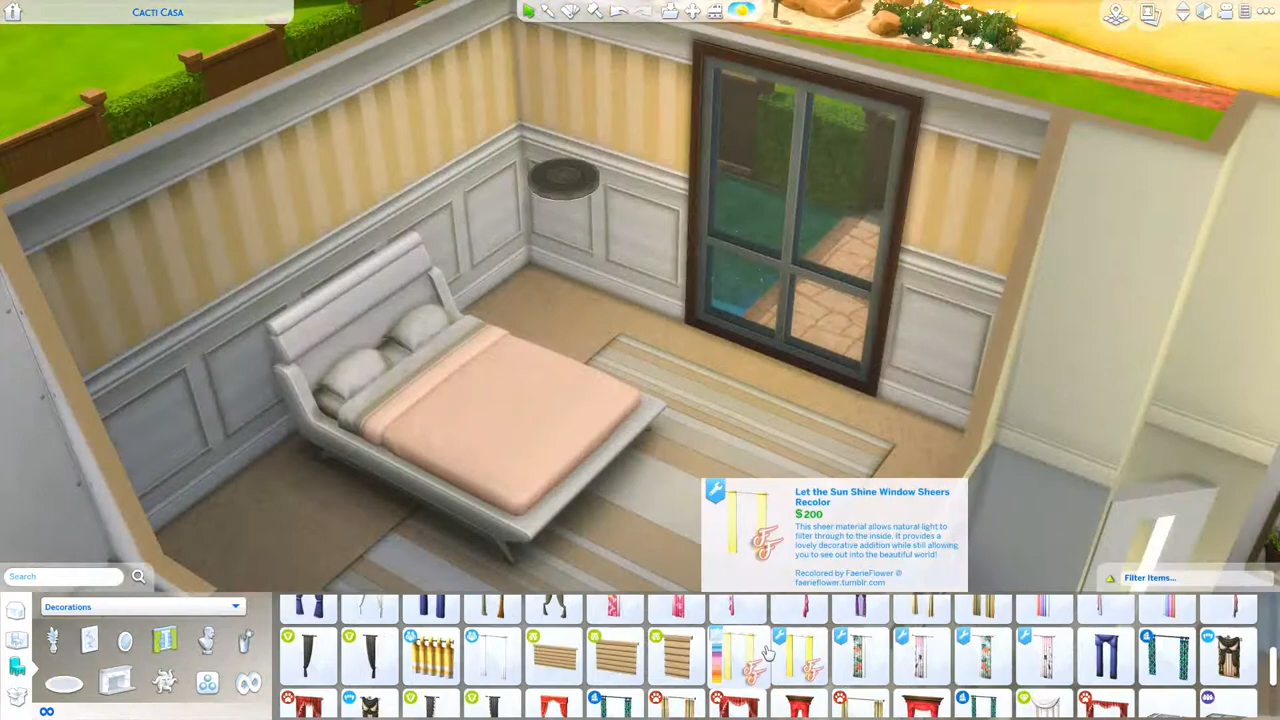 CACTI CASA
Let the Sun Shine Window Sheers
Recolor
$200
This sheer material allows natural light to
filter through to the inside. It provides a
lovely decorative addition while still allowing
you to see out into the beautiful world!
Recolored by FaerieFlower @
faerieflower.tumblr.com
Search
Filter Items...
Decorations